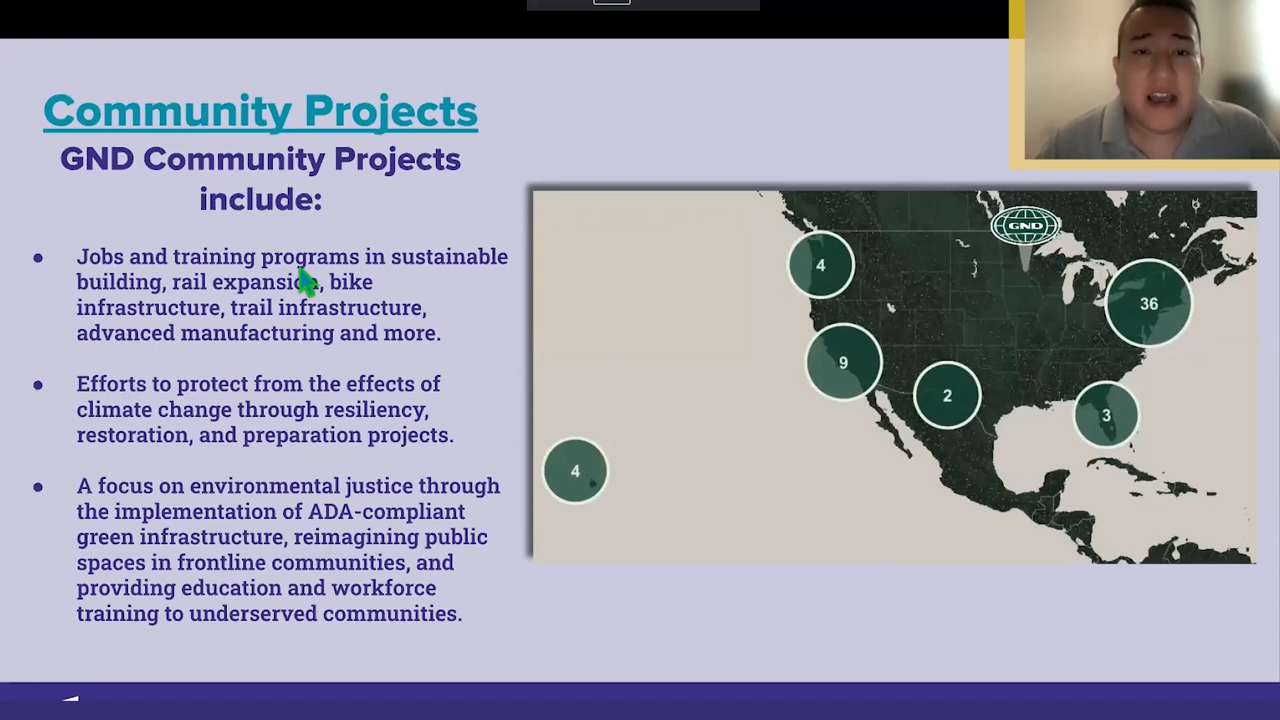 Community Projects
GND Community Projects
include:
● Jobs and training programs in sustainable
building, rail expansion, bike
infrastructure, trail infrastructure,
advanced manufacturing and more.
● Efforts to protect from the effects of
climate change through resiliency,
restoration, and preparation projects.
● A focus on environmental justice through
the implementation of ADA-compliant
green infrastructure, reimagining public
spaces in frontline communities, and
providing education and workforce
training to underserved communities.
GND
4
36
9
2
3
4